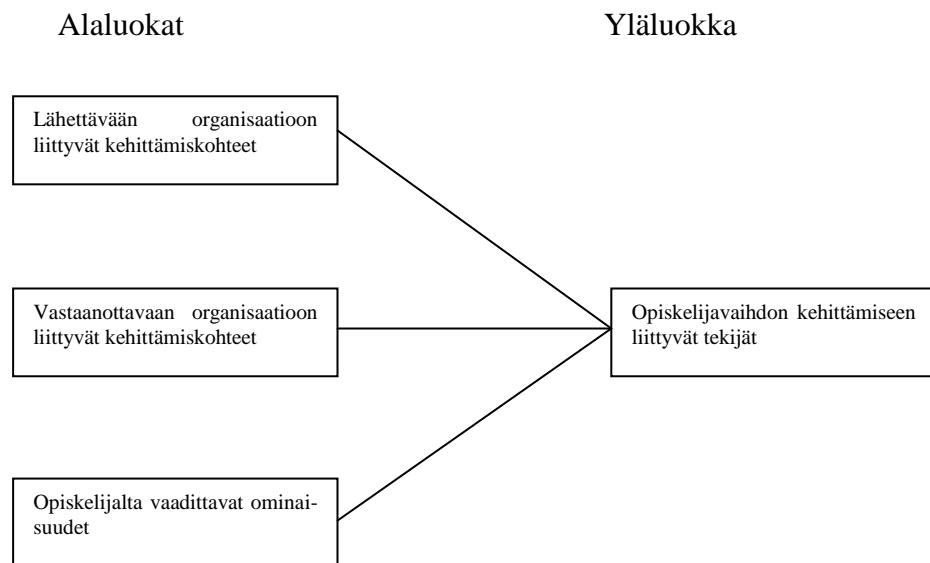 Alaluokat
Yläluokka
Lähettävään organisaatioon
liittyvät kehittämiskohteet
Vastaanottavaan organisaatioon
liittyvät kehittämiskohteet
Opiskelijavaihdon kehittämiseen
liittyvät tekijät
Opiskelijalta vaadittavat ominai-
suudet